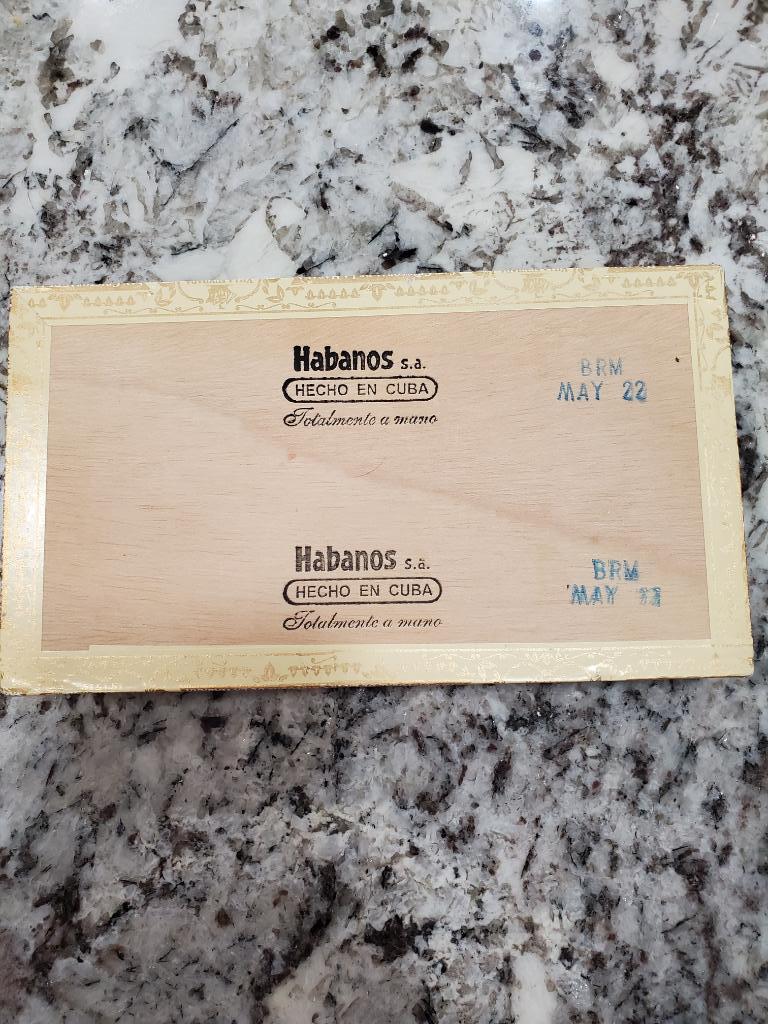 Habanos s.a.
HECHO EN CUBA
Totalmente a mano
BRM
MAY 22
Habanos s.a.
HECHO EN CUBA
Totalmente a mano
BRM
MAY